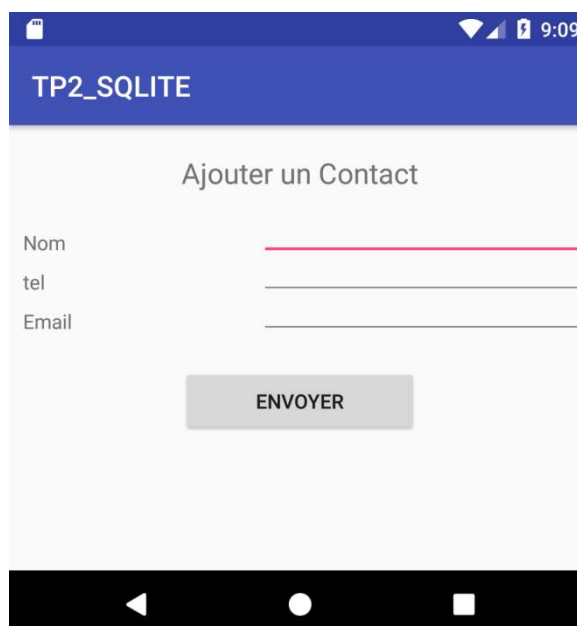 9:09
TP2_SQLITE
Ajouter un Contact
Nom
tel
Email
ENVOYER